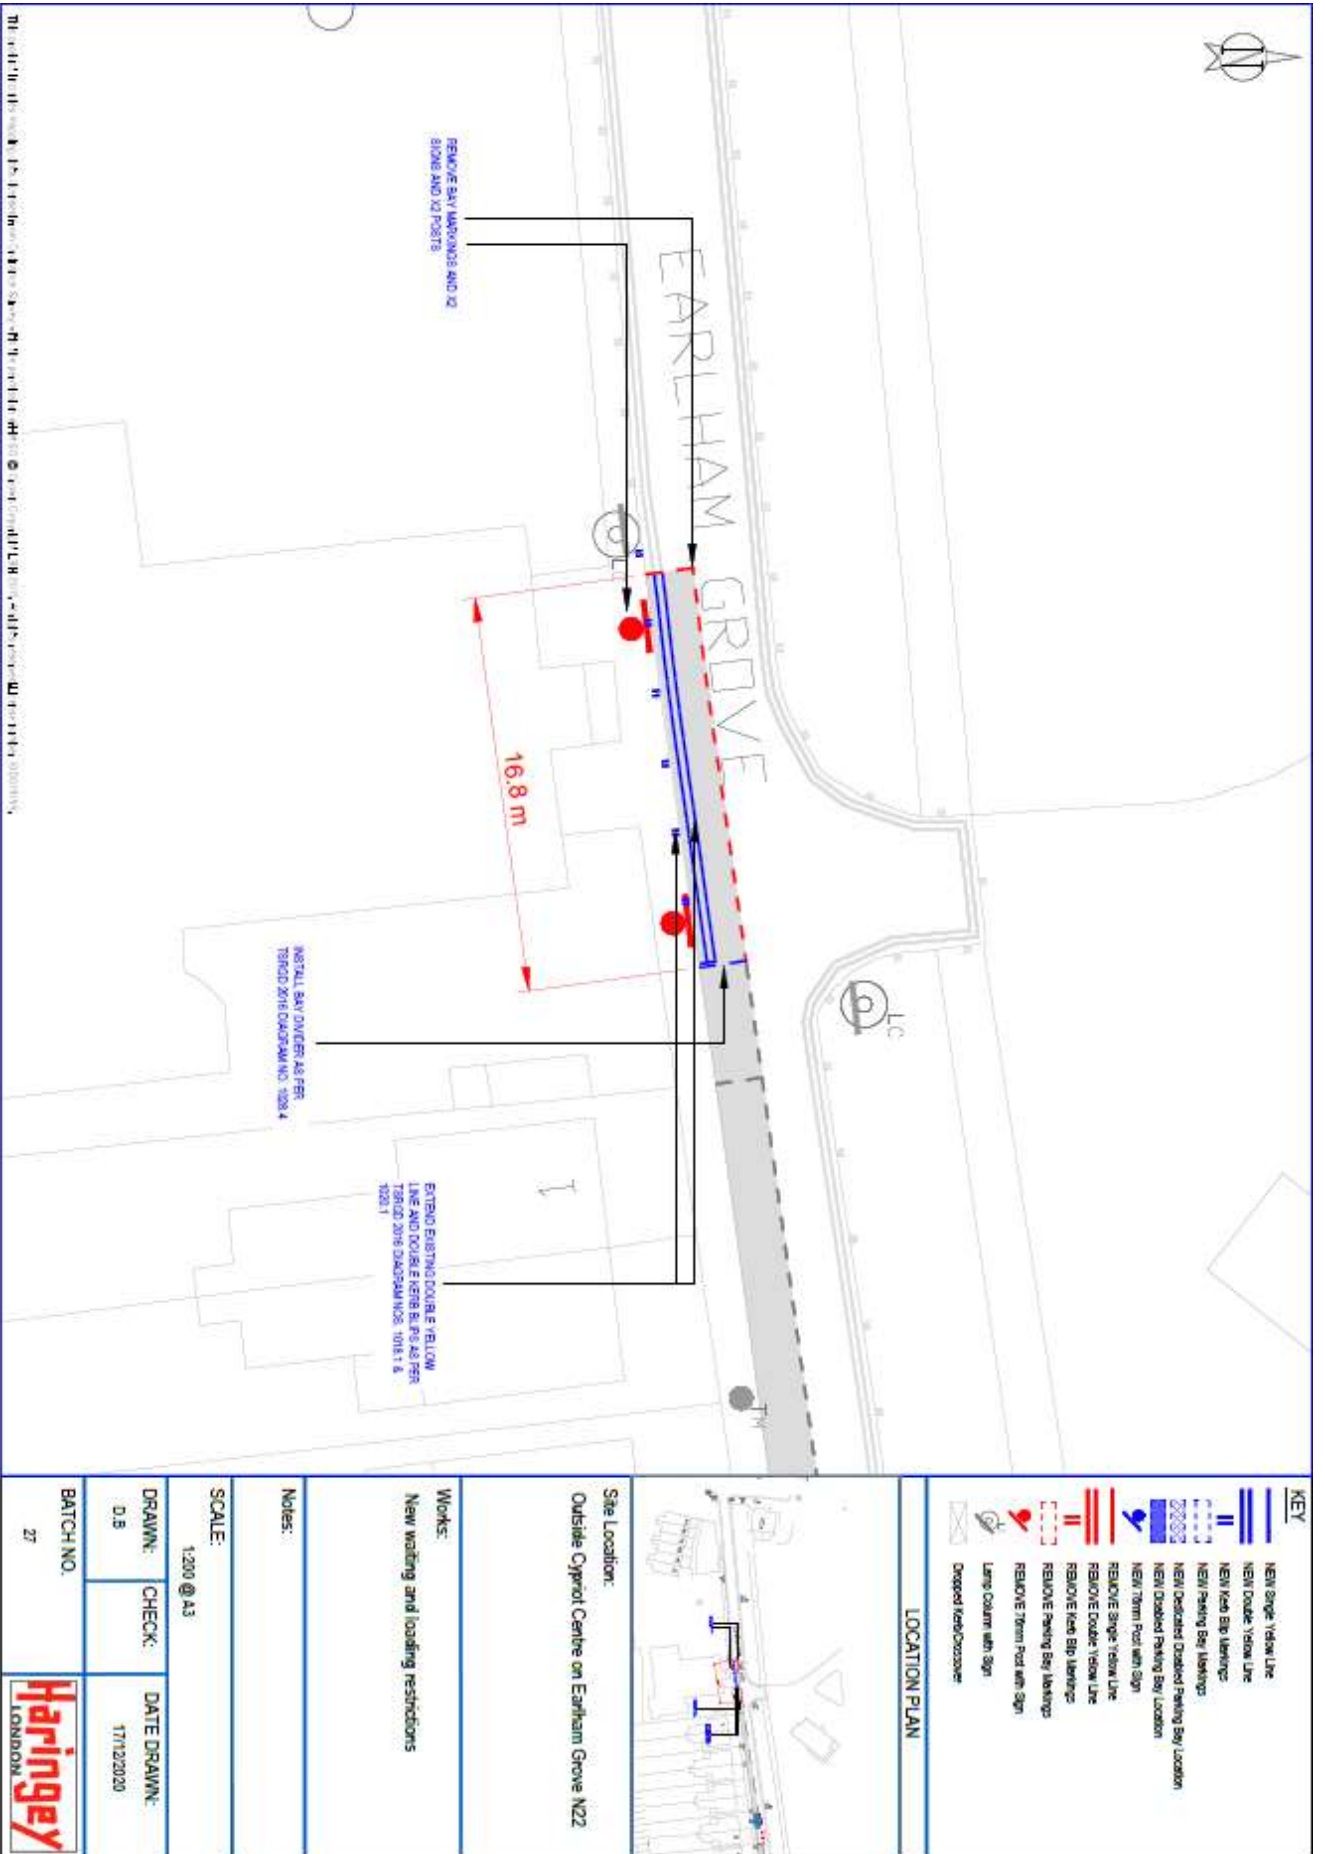 N
EARLHAM GROVE
REMOVE BAY MARKINGS AND X2
SIGNS AND X2 POSTS
16.8 m
LC
INSTALL BAY DIVIDER AS PER
TSRGD 2016 DIAGRAM NO. 1028.4
EXTEND EXISTING DOUBLE YELLOW
LINE AND DOUBLE KERB BLIPS AS PER
TSRGD 2016 DIAGRAM NOS. 1018.1 &
1020.1
1
TM
KEY
NEW Single Yellow Line
NEW Double Yellow Line
NEW Kerb Blip Markings
NEW Parking Bay Markings
NEW Dedicated Disabled Parking Bay Location
NEW Disabled Parking Bay Location
NEW 76mm Post with Sign
REMOVE Single Yellow Line
REMOVE Double Yellow Line
REMOVE Kerb Blip Markings
REMOVE Parking Bay Markings
REMOVE 76mm Post with Sign
Lamp Column with Sign
Dropped Kerb/Crossover
LOCATION PLAN
Site Location:
Outside Cypriot Centre on Earlham Grove N22
Works:
New waiting and loading restrictions
Notes:
SCALE:
1:200 @ A3
DRAWN:
D.B
CHECK:
DATE DRAWN:
17/12/2020
BATCH NO.
27
Haringey
LONDON